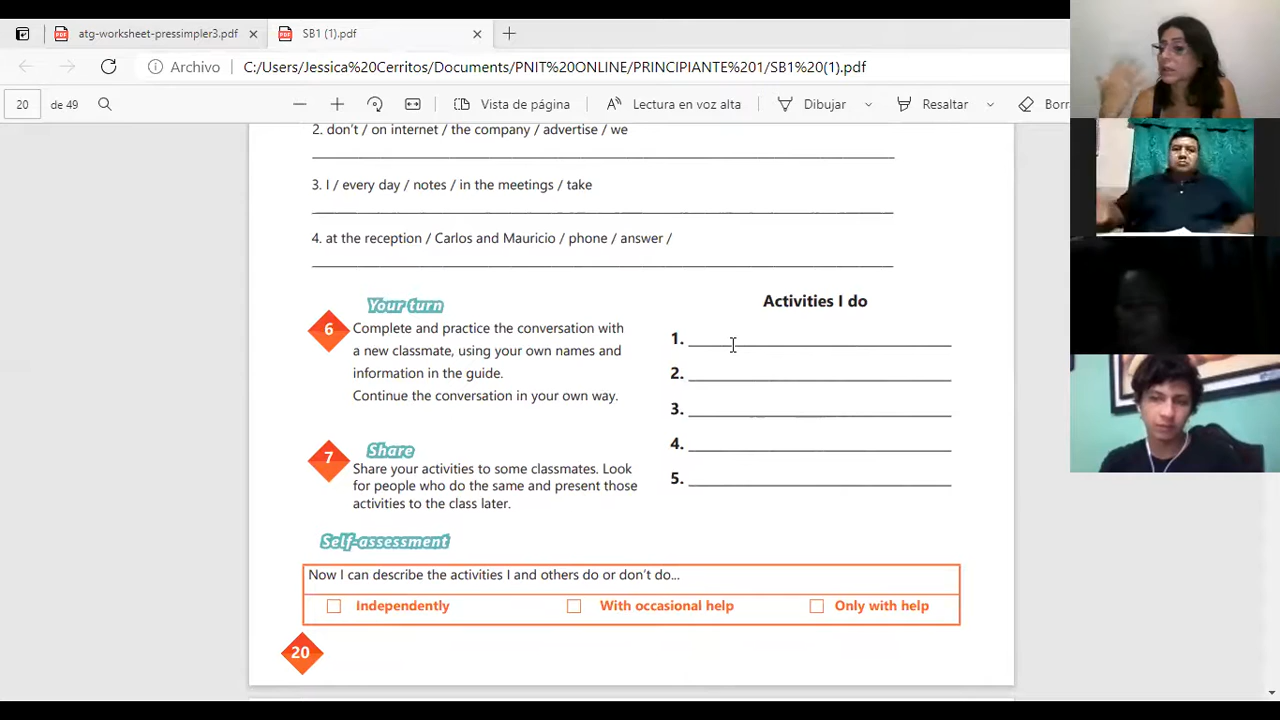 atg-worksheet-pressimpler3.pdf
SB1 (1).pdf
Archivo
C:/Users/Jessica%20Cerritos/Documents/PNIT%20ONLINE/PRINCIPIANTE%201/SB1%20(1).pdf
20 de 49
Vista de página
Lectura en voz alta
Dibujar
Resaltar
Borr
2. don't / on internet / the company / advertise / we
3. I / every day / notes / in the meetings / take
4. at the reception / Carlos and Mauricio / phone / answer /
Your turn
6
Complete and practice the conversation with
a new classmate, using your own names and
information in the guide.
Continue the conversation in your own way.
7
Share
Share your activities to some classmates. Look
for people who do the same and present those
activities to the class later.
Activities I do
1.
2.
3.
4.
5.
Self-assessment
Now I can describe the activities I and others do or don't do...
Independently
With occasional help
Only with help
20